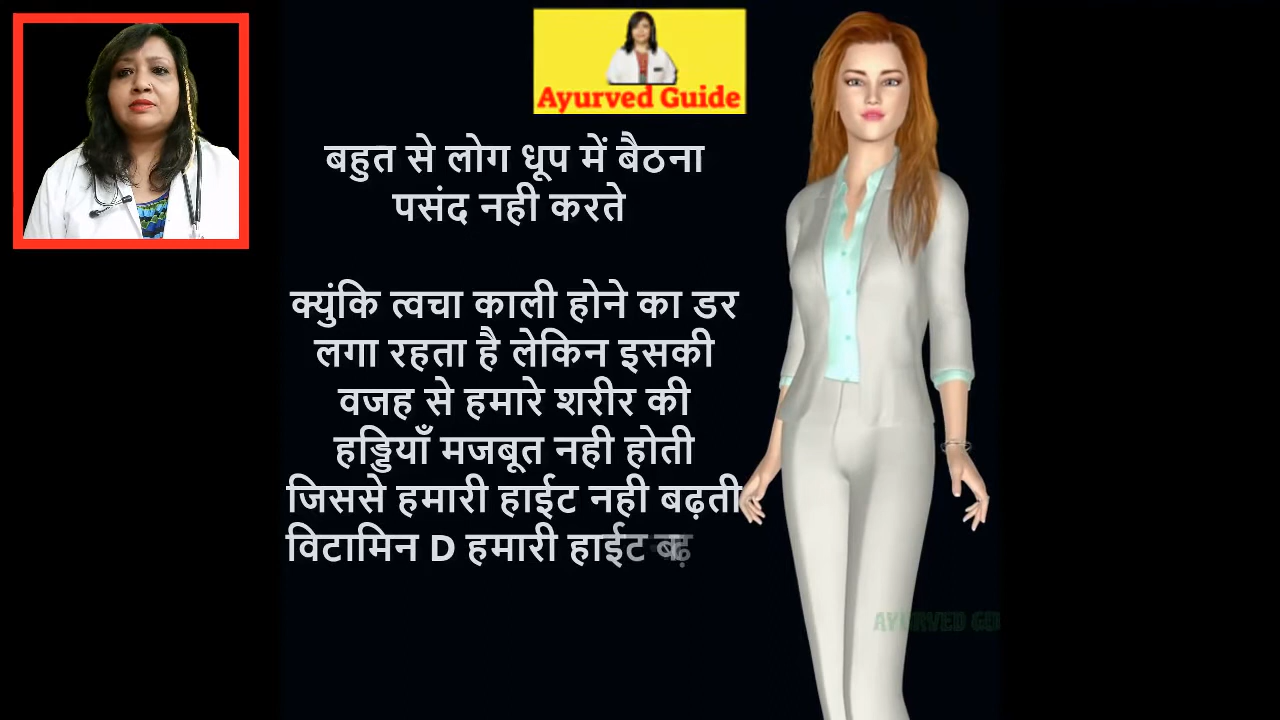 Ayurved Guide
बहुत से लोग धूप में बैठना
पसंद नही करते
क्युंकि त्वचा काली होने का डर
लगा रहता है लेकिन इसकी
वजह से हमारे शरीर की
हड्डियाँ मजबूत नही होती
जिससे हमारी हाईट नही बढ़ती
विटामिन D हमारी हाईट बढ़